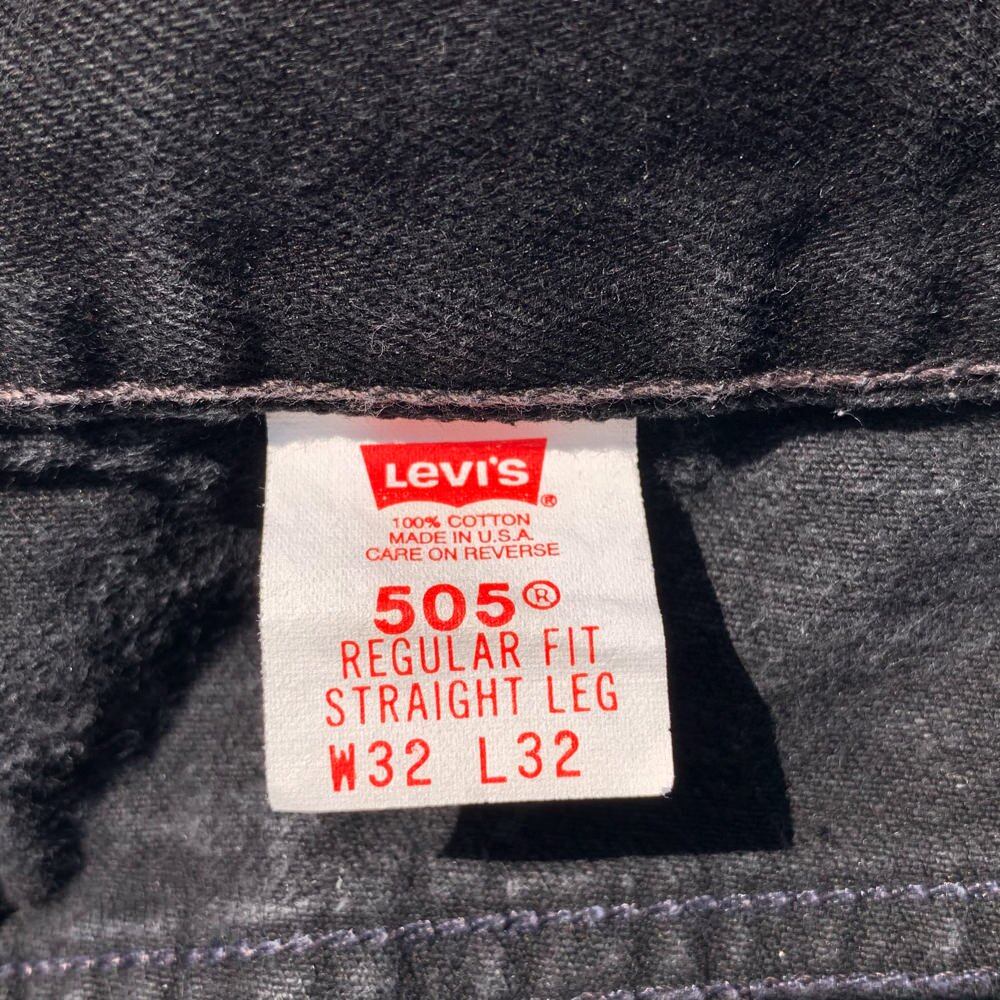 LEVI'S®
100% COTTON
MADE IN U.S.A.
CARE ON REVERSE
505®
REGULAR FIT
STRAIGHT LEG
W32 L32